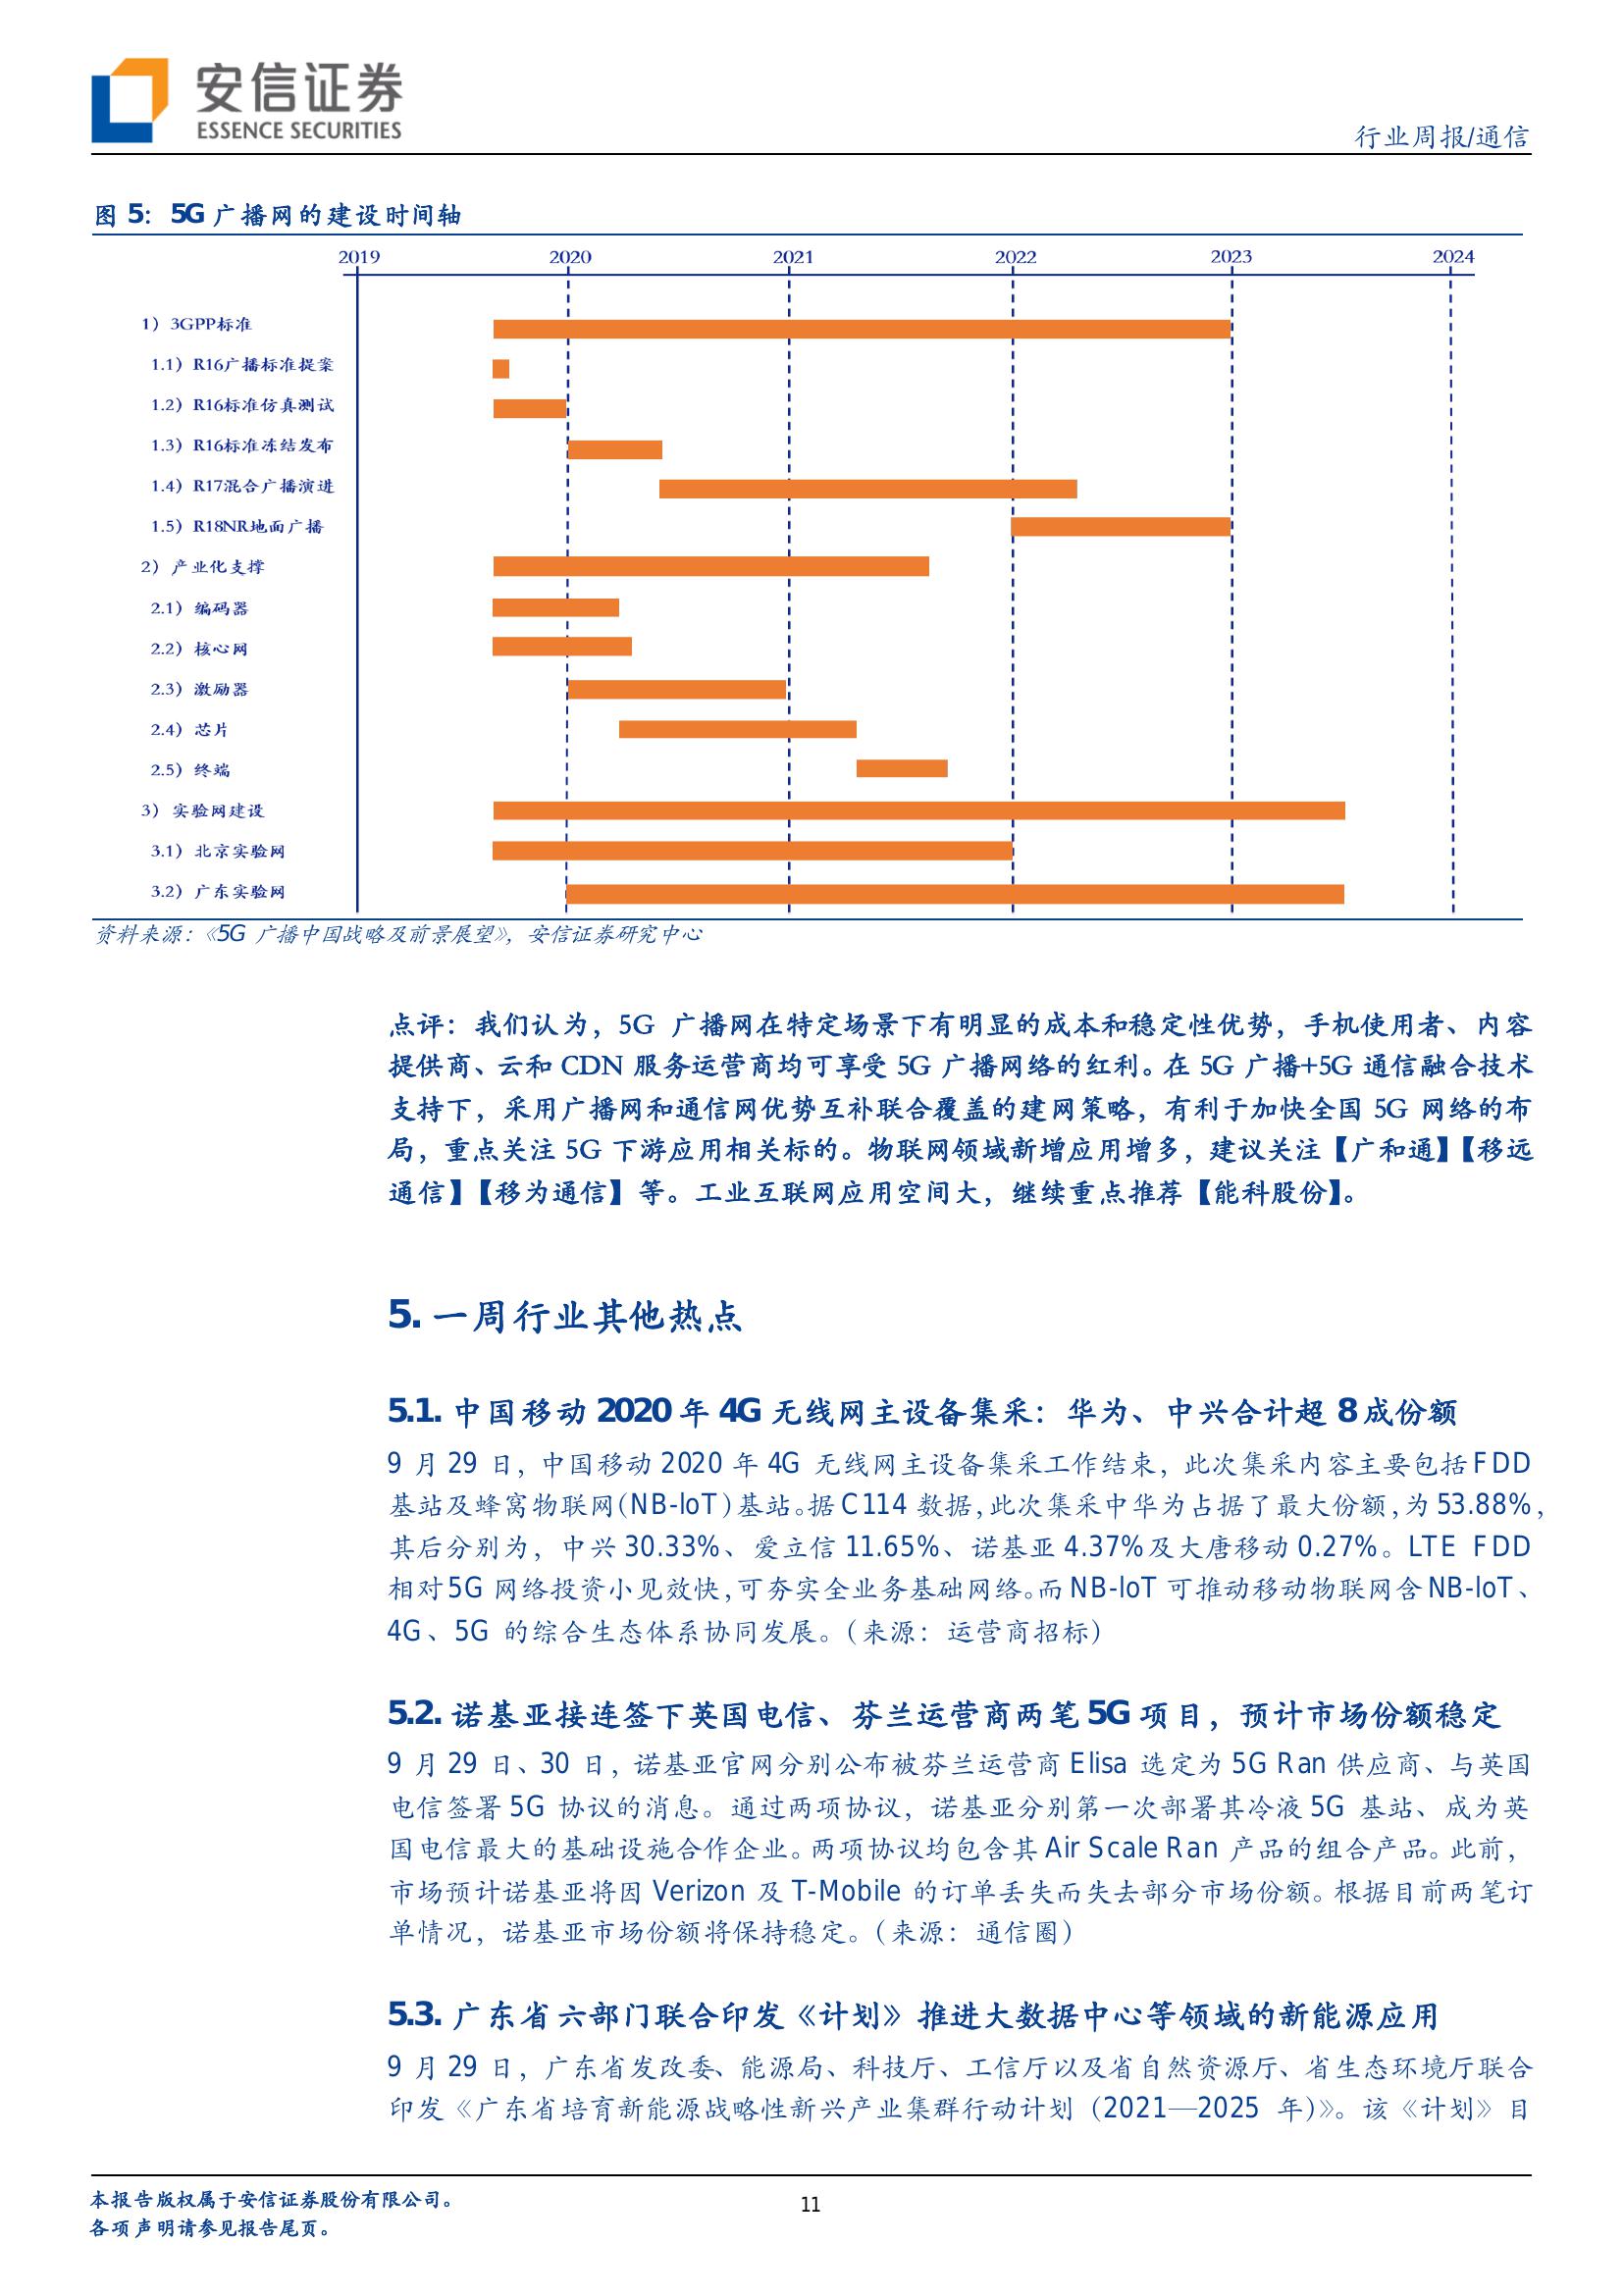 安信证券
ESSENCE SECURITIES
行业周报/通信
图 5：5G 广播网的建设时间轴
2019 2020 2021 2022 2023 2024
1）3GPP标准
1.1）R16广播标准提案
1.2）R16标准仿真测试
1.3）R16标准冻结发布
1.4）R17混合广播演进
1.5）R18NR地面广播
2）产业化支撑
2.1）编码器
2.2）核心网
2.3）激励器
2.4）芯片
2.5）终端
3）实验网建设
3.1）北京实验网
3.2）广东实验网
资料来源：《5G 广播中国战略及前景展望》，安信证券研究中心
点评：我们认为，5G 广播网在特定场景下有明显的成本和稳定性优势，手机使用者、内容
提供商、云和 CDN 服务运营商均可享受 5G 广播网络的红利。在 5G 广播+5G 通信融合技术
支持下，采用广播网和通信网优势互补联合覆盖的建网策略，有利于加快全国 5G 网络的布
局，重点关注 5G 下游应用相关标的。物联网领域新增应用增多，建议关注【广和通】【移远
通信】【移为通信】等。工业互联网应用空间大，继续重点推荐【能科股份】。
5. 一周行业其他热点
5.1. 中国移动 2020 年 4G 无线网主设备集采：华为、中兴合计超 8 成份额
9 月 29 日，中国移动 2020 年 4G 无线网主设备集采工作结束，此次集采内容主要包括 FDD
基站及蜂窝物联网(NB-IoT)基站。据 C114 数据，此次集采中华为占据了最大份额，为 53.88%，
其后分别为，中兴 30.33%、爱立信 11.65%、诺基亚 4.37%及大唐移动 0.27%。LTE FDD
相对 5G 网络投资小见效快，可夯实全业务基础网络。而 NB-IoT 可推动移动物联网含 NB-IoT、
4G、5G 的综合生态体系协同发展。（来源：运营商招标）
5.2. 诺基亚接连签下英国电信、芬兰运营商两笔 5G 项目，预计市场份额稳定
9 月 29 日、30 日，诺基亚官网分别公布被芬兰运营商 Elisa 选定为 5G Ran 供应商、与英国
电信签署 5G 协议的消息。通过两项协议，诺基亚分别第一次部署其冷液 5G 基站、成为英
国电信最大的基础设施合作企业。两项协议均包含其 Air Scale Ran 产品的组合产品。此前，
市场预计诺基亚将因 Verizon 及 T-Mobile 的订单丢失而失去部分市场份额。根据目前两笔订
单情况，诺基亚市场份额将保持稳定。（来源：通信圈）
5.3. 广东省六部门联合印发《计划》推进大数据中心等领域的新能源应用
9 月 29 日，广东省发改委、能源局、科技厅、工信厅以及省自然资源厅、省生态环境厅联合
印发《广东省培育新能源战略性新兴产业集群行动计划（2021—2025 年）》。该《计划》目
本报告版权属于安信证券股份有限公司。
各项声明请参见报告尾页。
11